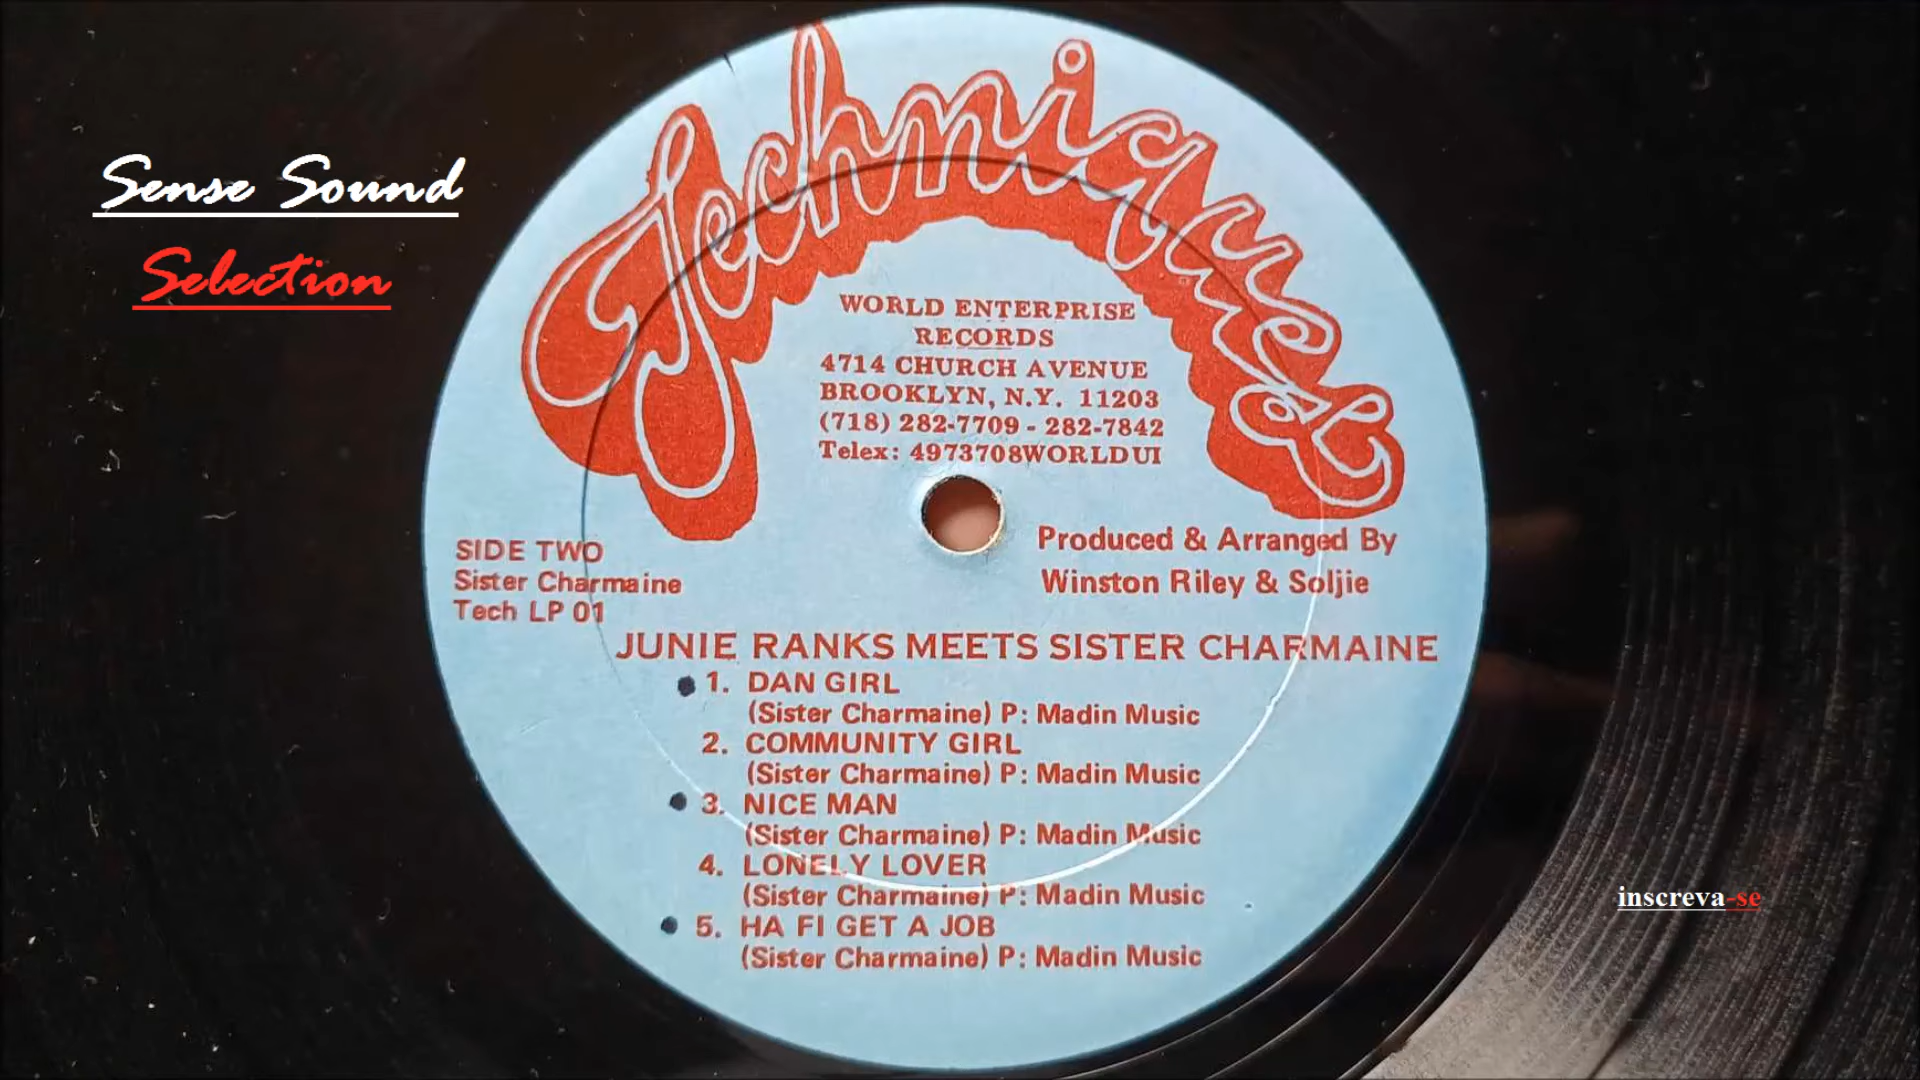 Sense Sound
Selection
Techniques
WORLD ENTERPRISE
RECORDS
4714 CHURCH AVENUE
BROOKLYN, N.Y. 11203
(718) 282-7709 - 282-7842
Telex: 4973708WORLDUI
SIDE TWO
Sister Charmaine
Tech LP 01
Produced & Arranged By
Winston Riley & Soljie
JUNIE RANKS MEETS SISTER CHARMAINE
1. DAN GIRL
(Sister Charmaine) P: Madin Music
2. COMMUNITY GIRL
(Sister Charmaine) P: Madin Music
3. NICE MAN
(Sister Charmaine) P: Madin Music
4. LONELY LOVER
(Sister Charmaine) P: Madin Music
5. HA FI GET A JOB
(Sister Charmaine) P: Madin Music
inscreva-se